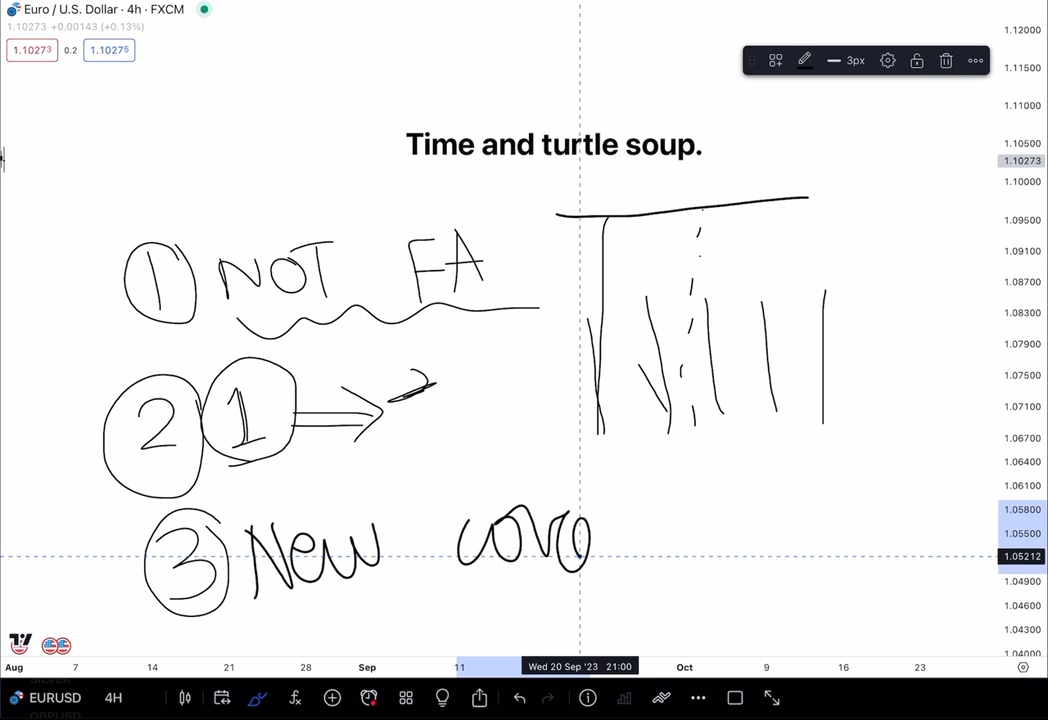 Euro / U.S. Dollar · 4h · FXCM
1.10273 +0.00143 (+0.13%)
1.10273 0.2 1.10275
3px
Time and turtle soup.
1 NOT FA
2 1
3 New
1.12000
1.11500
1.11000
1.10500
1.10273
1.10000
1.09500
1.09100
1.08700
1.08300
1.07900
1.07500
1.07100
1.06700
1.06400
1.06100
1.05800
1.05500
1.05212
1.04900
1.04600
1.04300
1.04000
Aug 7 14 21 28 Sep 11 Wed 20 Sep '23 21:00 Oct 9 16 23
EURUSD 4H